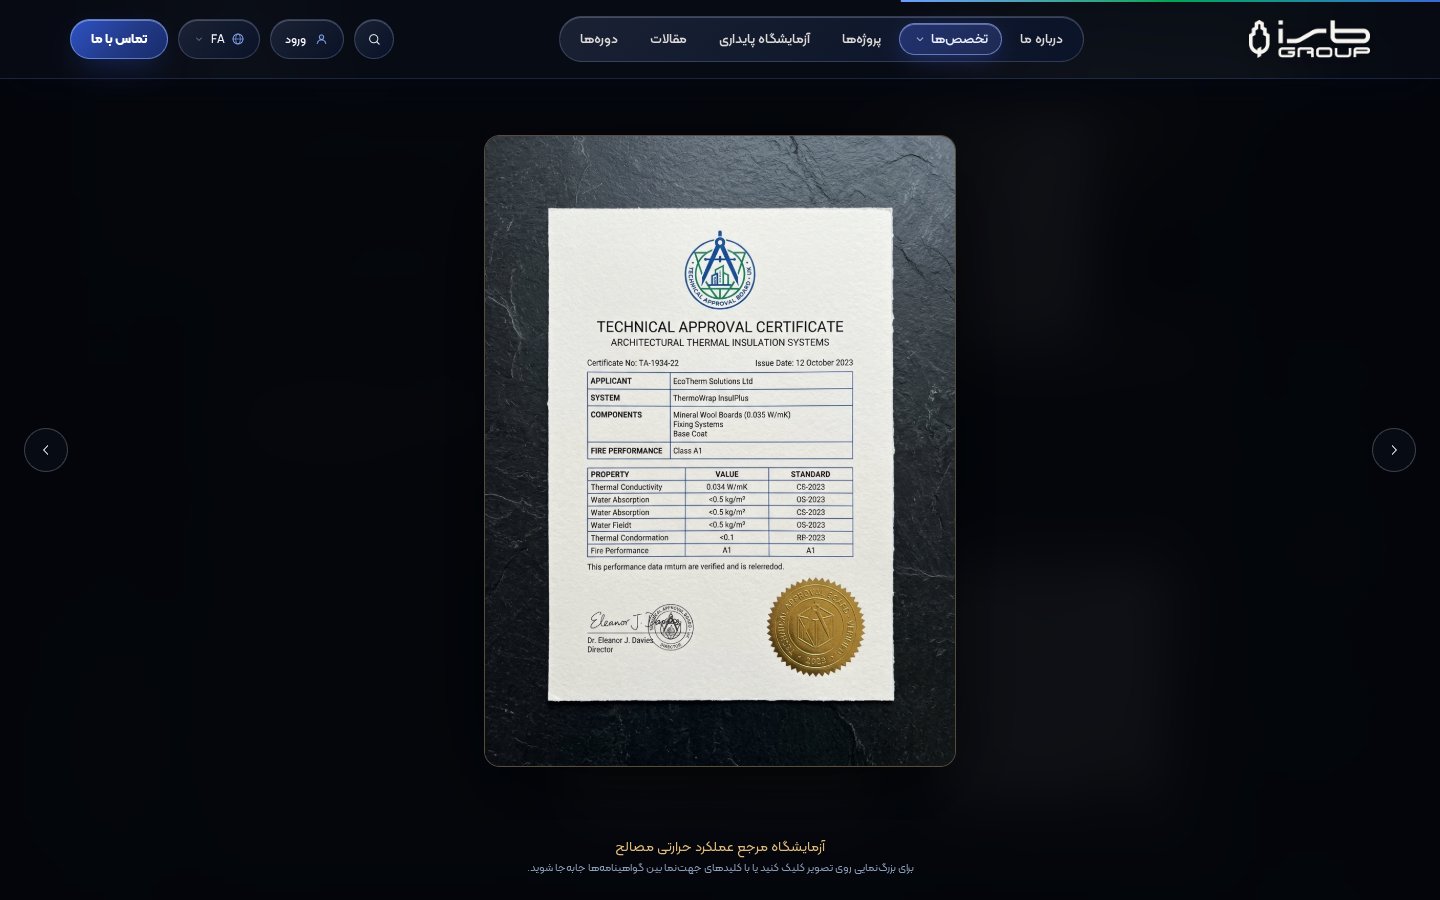 GROUP
درباره ما
تخصص‌ها
پروژه‌ها
آزمایشگاه پایداری
مقالات
دوره‌ها
ورود
FA
تماس با ما
TECHNICAL APPROVAL BOARD · UK
TECHNICAL APPROVAL CERTIFICATE
ARCHITECTURAL THERMAL INSULATION SYSTEMS
Certificate No: TA-1934-22 Issue Date: 12 October 2023
APPLICANT EcoTherm Solutions Ltd
SYSTEM ThermoWrap InsulPlus
COMPONENTS Mineral Wool Boards (0.035 W/mK)
Fixing Systems
Base Coat
FIRE PERFORMANCE Class A1
PROPERTY VALUE STANDARD
Thermal Conductivity 0.034 W/mK CS-2023
Water Absorption <0.5 kg/m² OS-2023
Water Absorption <0.5 kg/m² CS-2023
Water Fieldt <0.5 kg/m² OS-2023
Thermal Condormation <0.1 RP-2023
Fire Performance A1 A1
This performance data rmturn are verified and is relerredod.
Eleanor J.
Dr. Eleanor J. Davies
Director
DIRECTOR
2023
آزمایشگاه مرجع عملکرد حرارتی مصالح
برای بزرگ‌نمایی روی تصویر کلیک کنید یا با کلیدهای جهت‌نما بین گواهینامه‌ها جابه‌جا شوید.